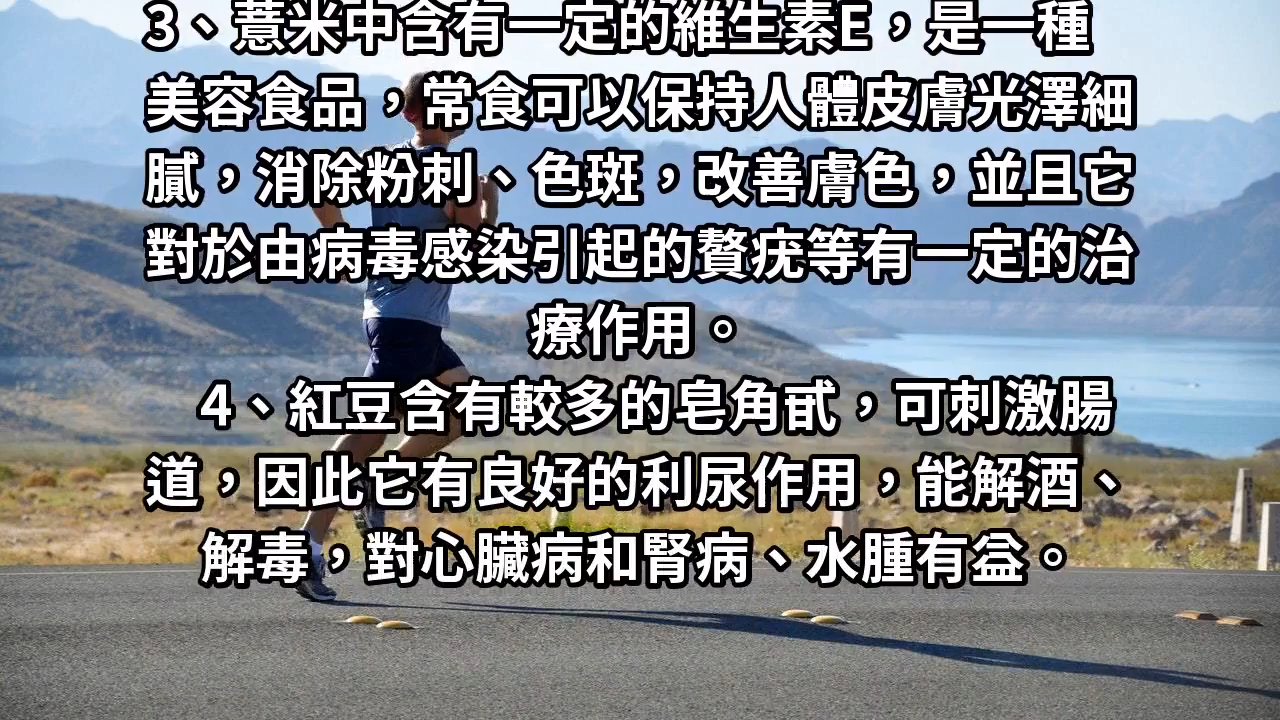 3、薏米中含有一定的維生素E，是一種
美容食品，常食可以保持人體皮膚光澤細
膩，消除粉刺、色斑，改善膚色，並且它
對於由病毒感染引起的贅疣等有一定的治
療作用。
4、紅豆含有較多的皂角甙，可刺激腸
道，因此它有良好的利尿作用，能解酒、
解毒，對心臟病和腎病、水腫有益。